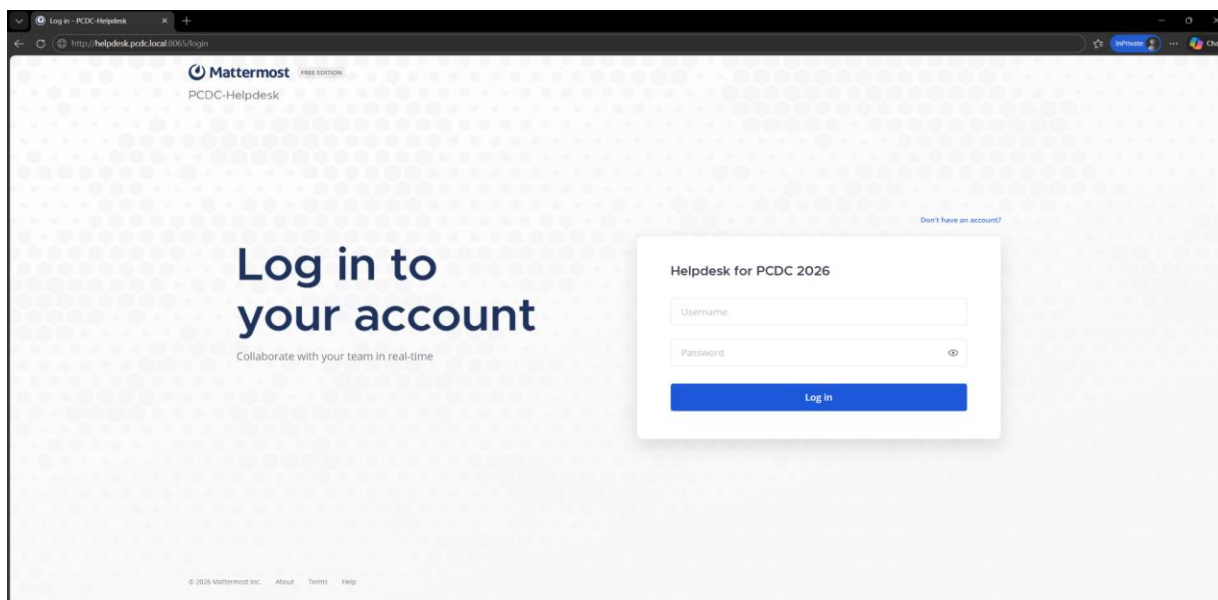 Log in - PCDC-Helpdesk
http://helpdesk.pcdc.local:8065/login
InPrivate
Mattermost FREE EDITION
PCDC-Helpdesk
Don't have an account?
Log in to
your account
Collaborate with your team in real-time
Helpdesk for PCDC 2026
Username
Password
Log in
© 2026 Mattermost Inc. About Terms Help